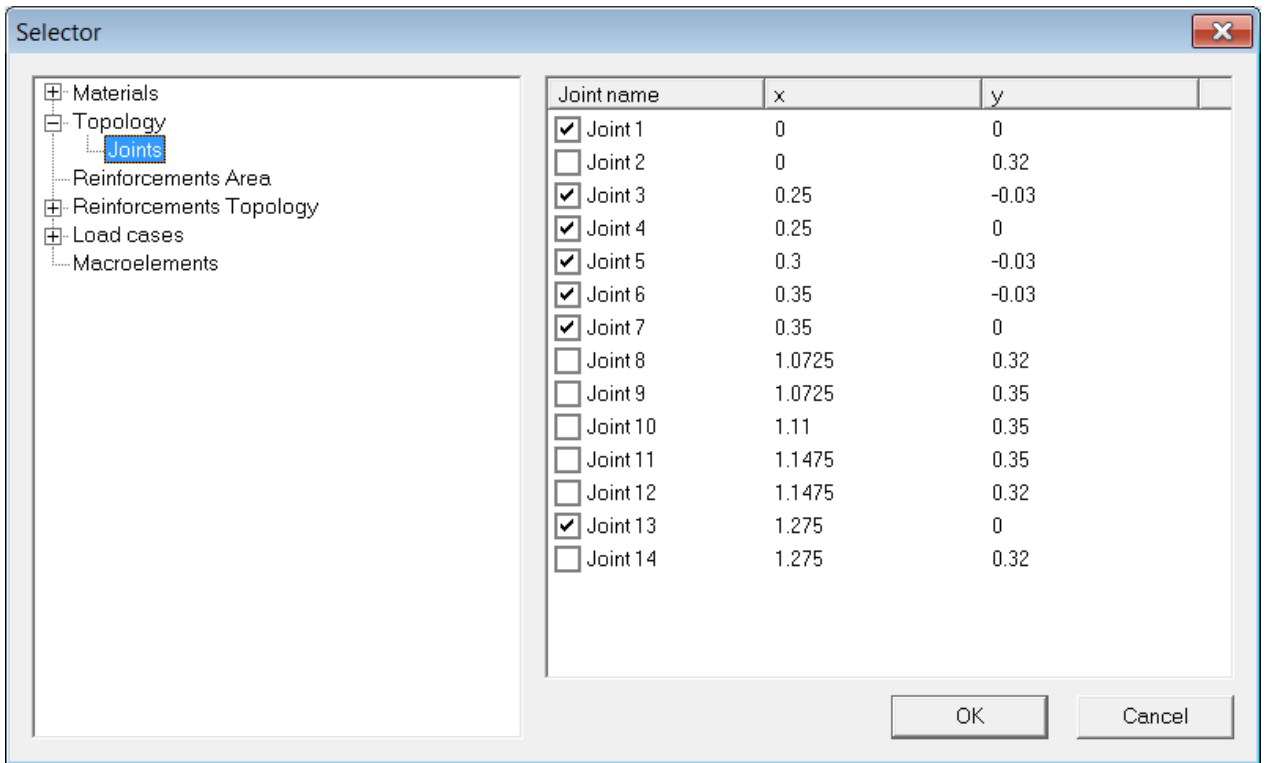 Selector
Materials
Topology
Joints
Reinforcements Area
Reinforcements Topology
Load cases
Macroelements
Joint name x y
Joint 1 0 0
Joint 2 0 0.32
Joint 3 0.25 -0.03
Joint 4 0.25 0
Joint 5 0.3 -0.03
Joint 6 0.35 -0.03
Joint 7 0.35 0
Joint 8 1.0725 0.32
Joint 9 1.0725 0.35
Joint 10 1.11 0.35
Joint 11 1.1475 0.35
Joint 12 1.1475 0.32
Joint 13 1.275 0
Joint 14 1.275 0.32
OK Cancel